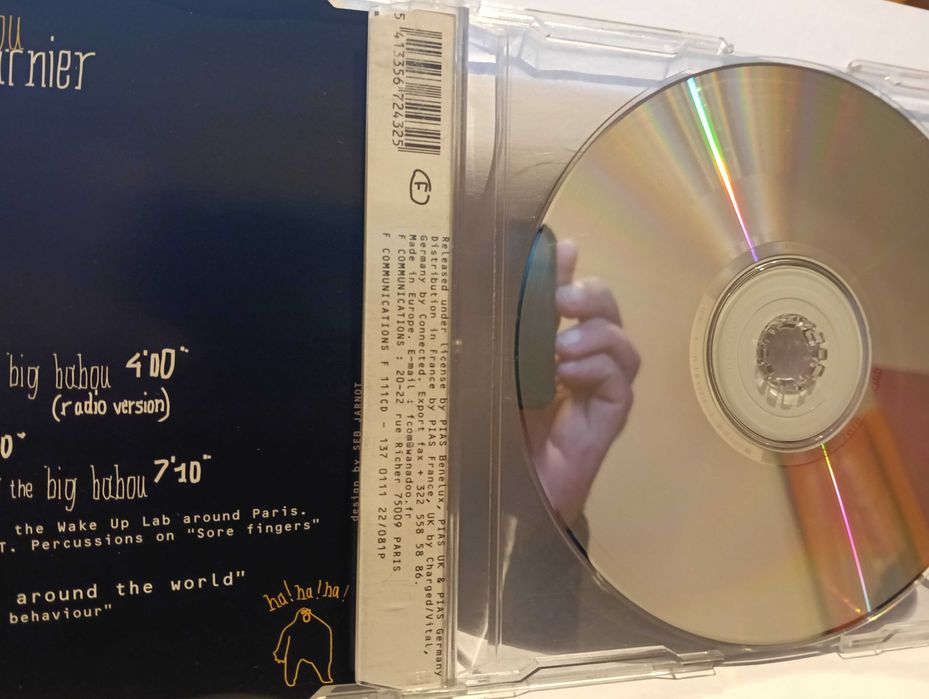 rnier
big babou 4'00"
(radio version)
0"
the big babou 7'10"
the Wake Up Lab around Paris.
T. Percussions on "Sore fingers"
around the world"
behaviour"
ha! ha! ha!
design by SEB JARNOT
5 413356 724325
F
Released under license by PIAS Benelux, PIAS UK & PIAS Germany
Distribution in France by PIAS France, UK by Charged/Vital,
Germany by Connected. Export fax + 322 558 58 86.
Made in Europe. E-mail : fcom@wanadoo.fr
F COMMUNICATIONS : 20-22 rue Richer 75009 PARIS
F COMMUNICATIONS F 111CD - 137 0111 22/081P